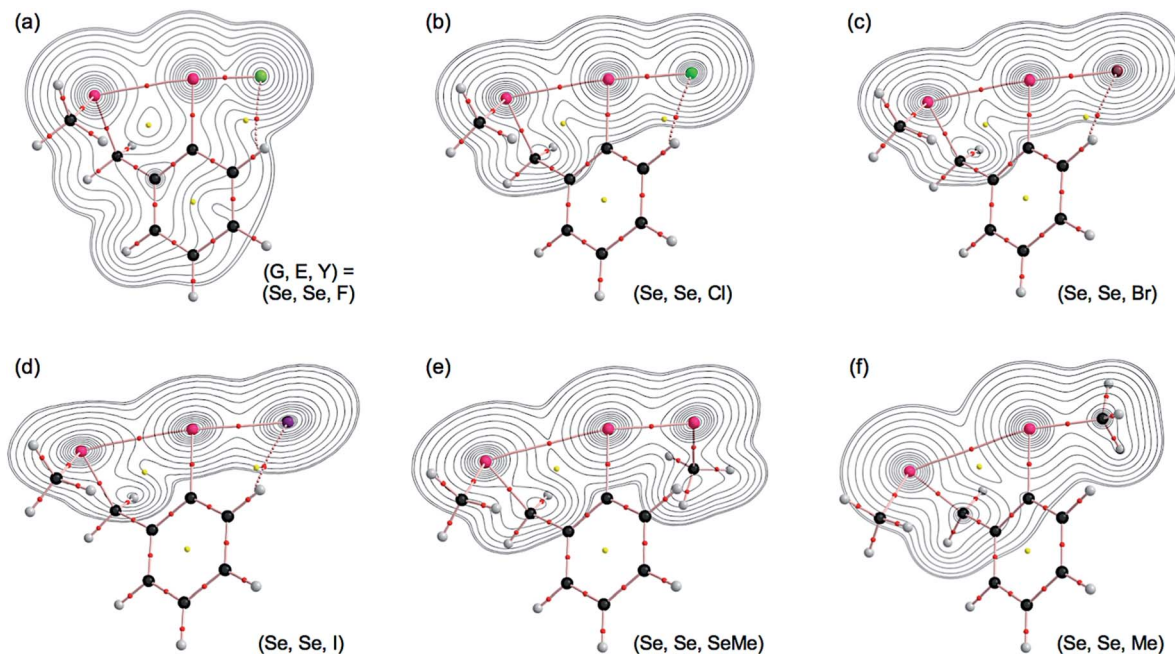 (a)
(G, E, Y) =
(Se, Se, F)
(b)
(Se, Se, Cl)
(c)
(Se, Se, Br)
(d)
(Se, Se, I)
(e)
(Se, Se, SeMe)
(f)
(Se, Se, Me)